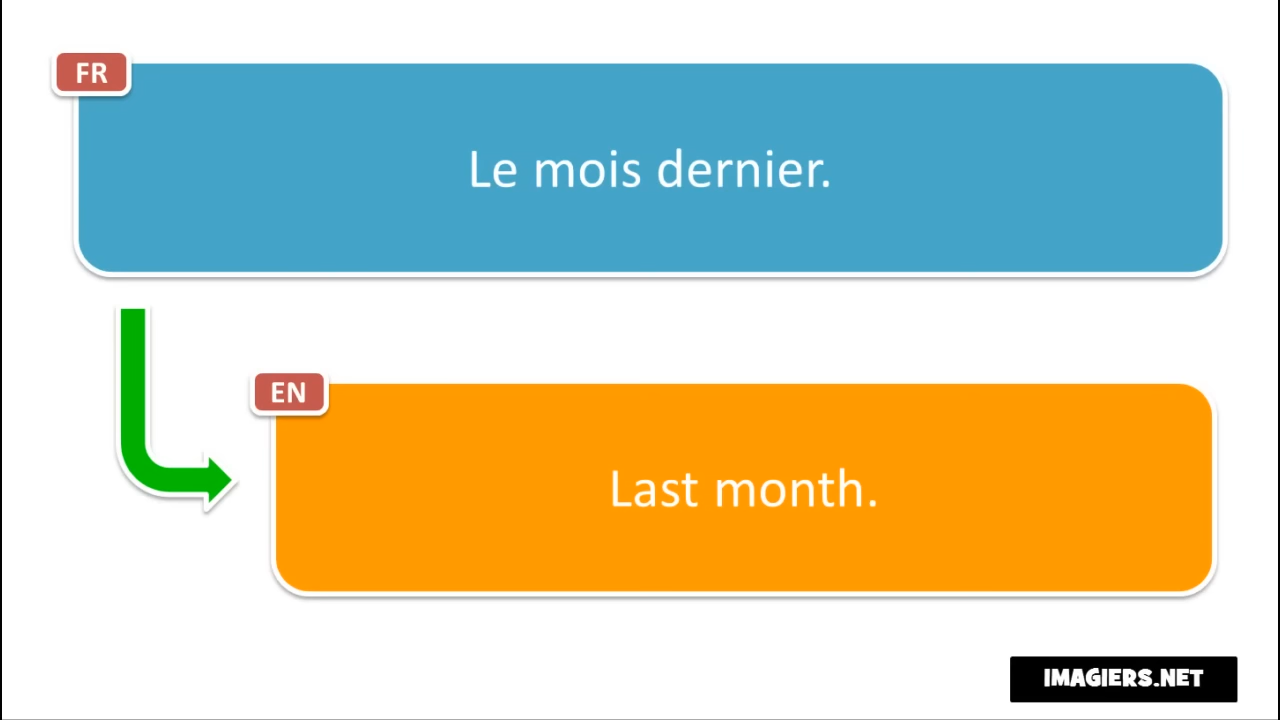 FR
Le mois dernier.
EN
Last month.
IMAGIERS.NET